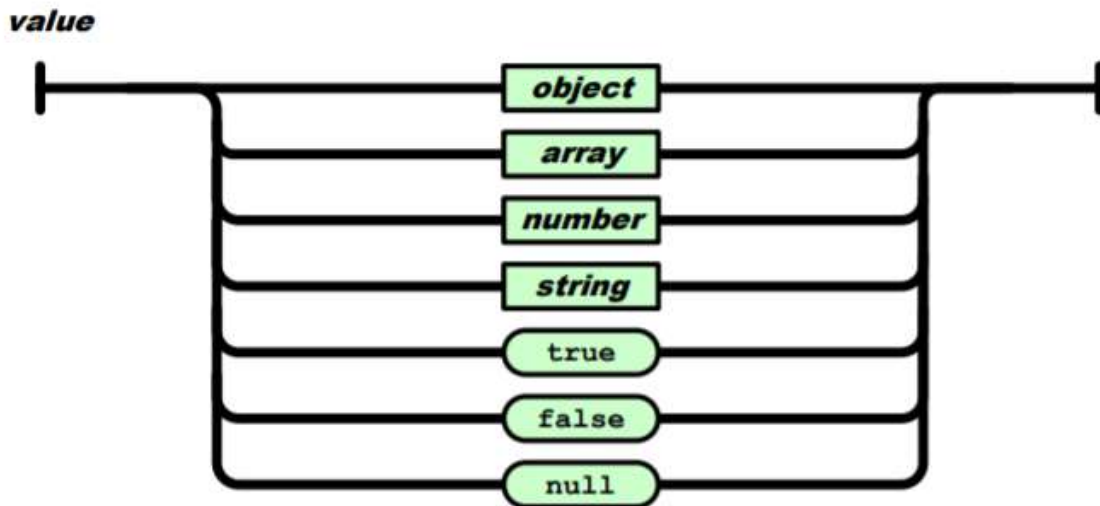 value
object
array
number
string
true
false
null